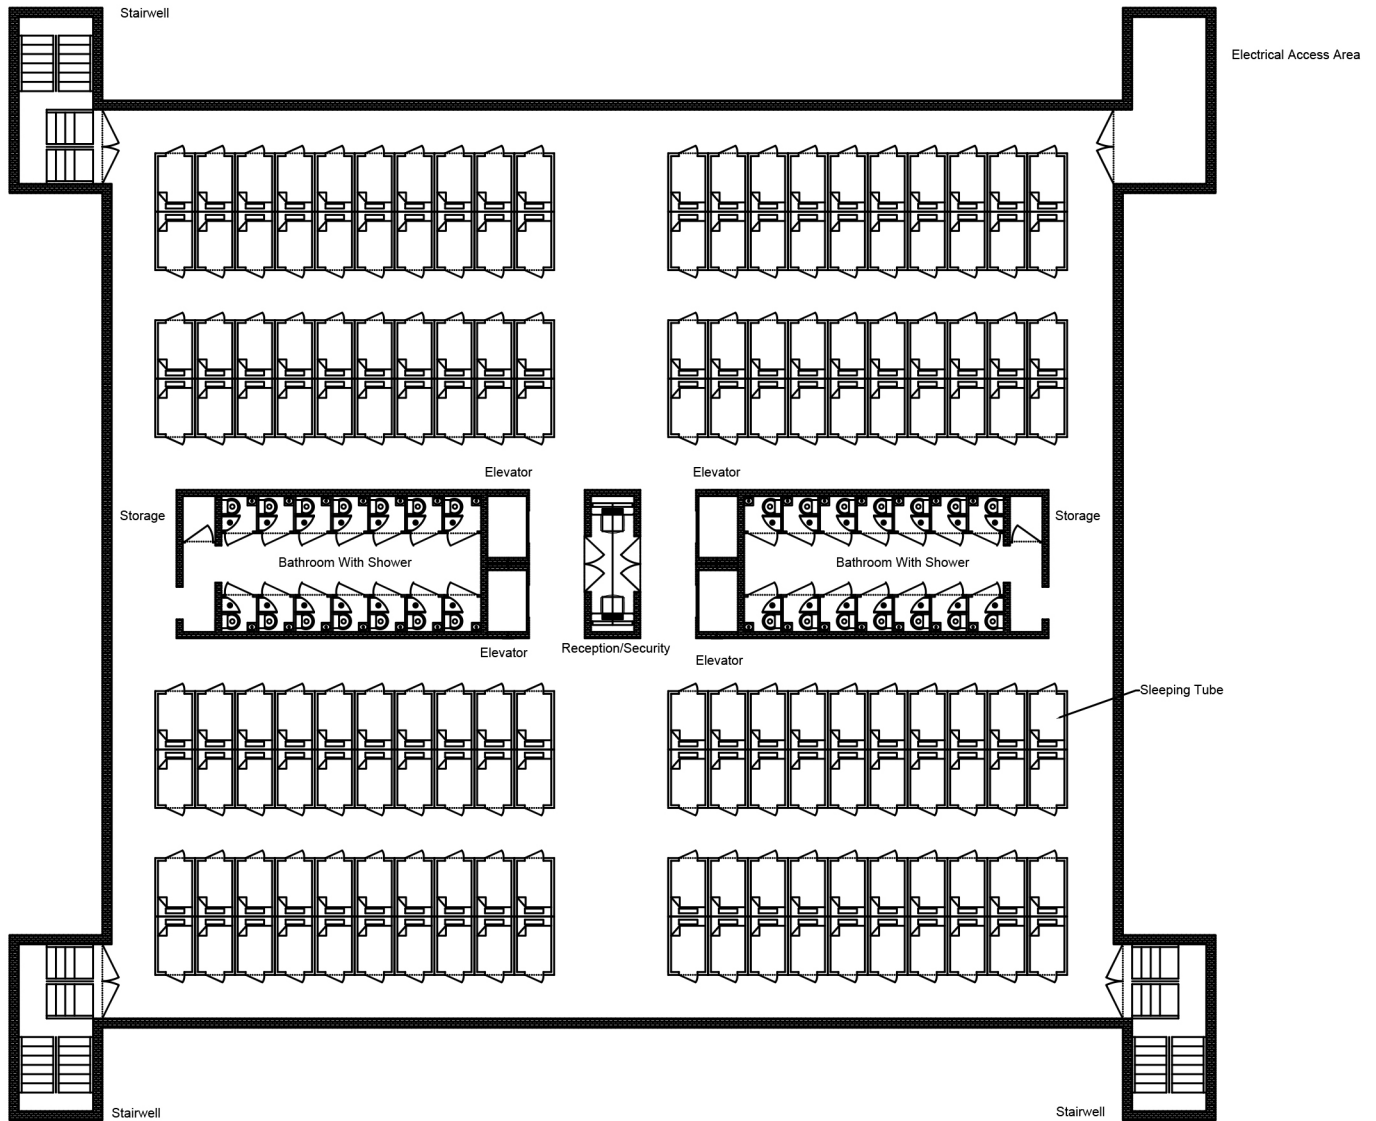 Stairwell
Electrical Access Area
Elevator
Elevator
Storage
Storage
Bathroom With Shower
Bathroom With Shower
Reception/Security
Elevator
Elevator
Sleeping Tube
Stairwell
Stairwell